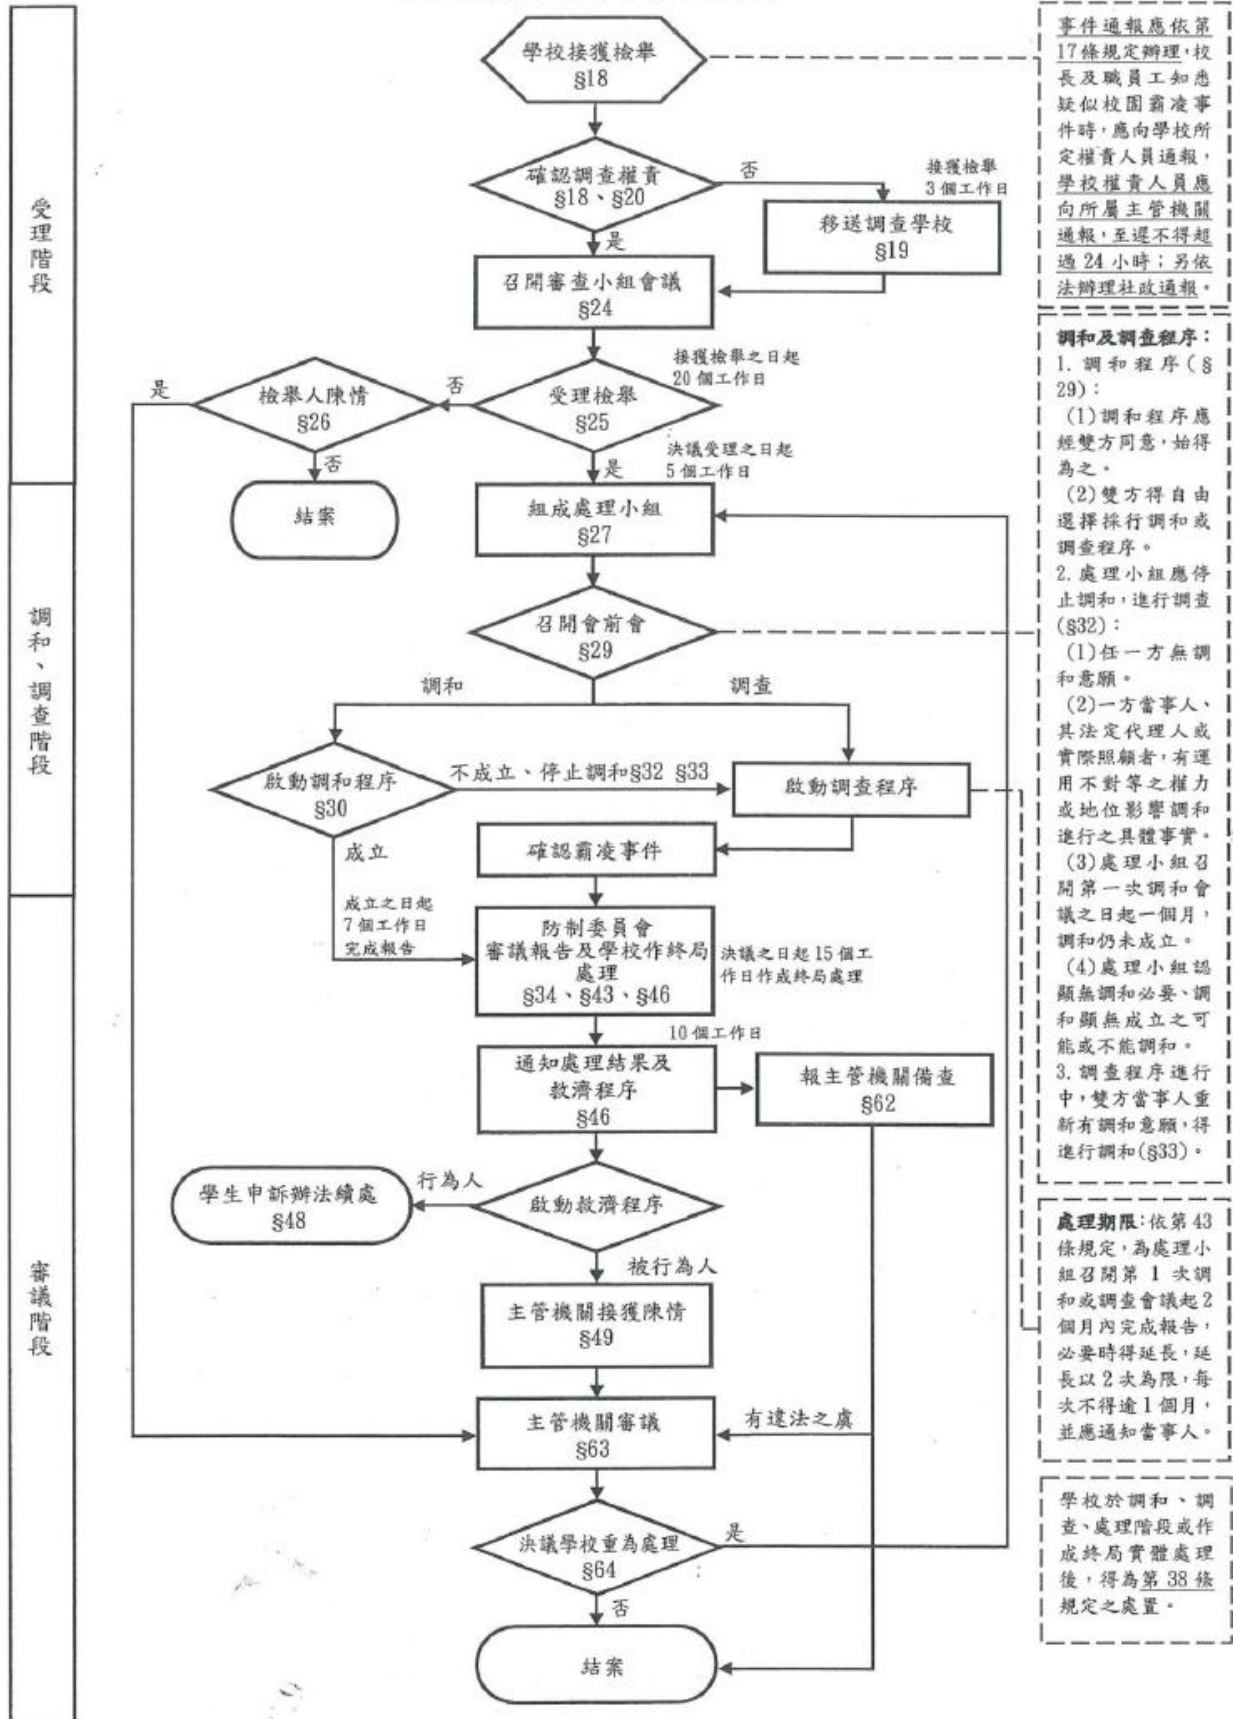 受理階段
調和、調查階段
審議階段
學校接獲檢舉
§18
確認調查權責
§18、§20
否
接獲檢舉
3個工作日
移送調查學校
§19
是
召開審查小組會議
§24
接獲檢舉之日起
20個工作日
受理檢舉
§25
否
檢舉人陳情
§26
是
否
結案
決議受理之日起
5個工作日
是
組成處理小組
§27
召開會前會
§29
調和
調查
啟動調和程序
§30
不成立、停止調和§32 §33
啟動調查程序
成立
確認霸凌事件
成立之日起
7個工作日
完成報告
防制委員會
審議報告及學校作終局
處理
§34、§43、§46
決議之日起15個工
作日作成終局處理
10個工作日
通知處理結果及
救濟程序
§46
報主管機關備查
§62
啟動救濟程序
行為人
學生申訴辦法續處
§48
被行為人
主管機關接獲陳情
§49
主管機關審議
§63
有違法之虞
決議學校重為處理
§64
是
否
結案
事件通報應依第
17條規定辦理，校
長及職員工知悉
疑似校園霸凌事
件時，應向學校所
定權責人員通報，
學校權責人員應
向所屬主管機關
通報，至遲不得超
過24小時；另依
法辦理社政通報。
調和及調查程序：
1.調和程序(§
29)：
(1)調和程序應
經雙方同意，始得
為之。
(2)雙方得自由
選擇採行調和或
調查程序。
2.處理小組應停
止調和，進行調查
(§32)：
(1)任一方無調
和意願。
(2)一方當事人、
其法定代理人或
實際照顧者，有運
用不對等之權力
或地位影響調和
進行之具體事實。
(3)處理小組召
開第一次調和會
議之日起一個月，
調和仍未成立。
(4)處理小組認
顯無調和必要、調
和顯無成立之可
能或不能調和。
3.調查程序進行
中，雙方當事人重
新有調和意願，得
進行調和(§33)。
處理期限：依第43
條規定，為處理小
組召開第1次調
和或調查會議起2
個月內完成報告，
必要時得延長，延
長以2次為限，每
次不得逾1個月，
並應通知當事人。
學校於調和、調
查、處理階段或作
成終局實體處理
後，得為第38條
規定之處置。